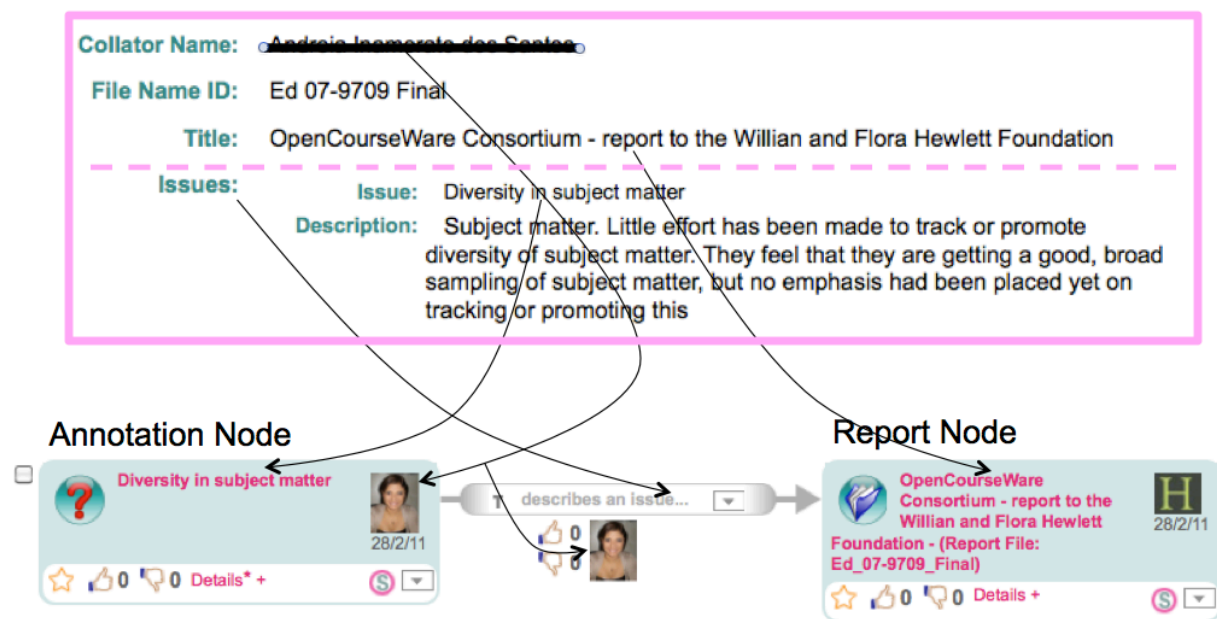 Collator Name:
File Name ID: Ed 07-9709 Final
Title: OpenCourseWare Consortium - report to the Willian and Flora Hewlett Foundation
Issues:
Issue: Diversity in subject matter
Description: Subject matter. Little effort has been made to track or promote
diversity of subject matter. They feel that they are getting a good, broad
sampling of subject matter, but no emphasis had been placed yet on
tracking or promoting this
Annotation Node
Diversity in subject matter
28/2/11
0 0 Details* +
S
describes an issue...
0
0
Report Node
OpenCourseWare
Consortium - report to the
Willian and Flora Hewlett
Foundation - (Report File:
Ed_07-9709_Final)
H
28/2/11
0 0 Details +
S